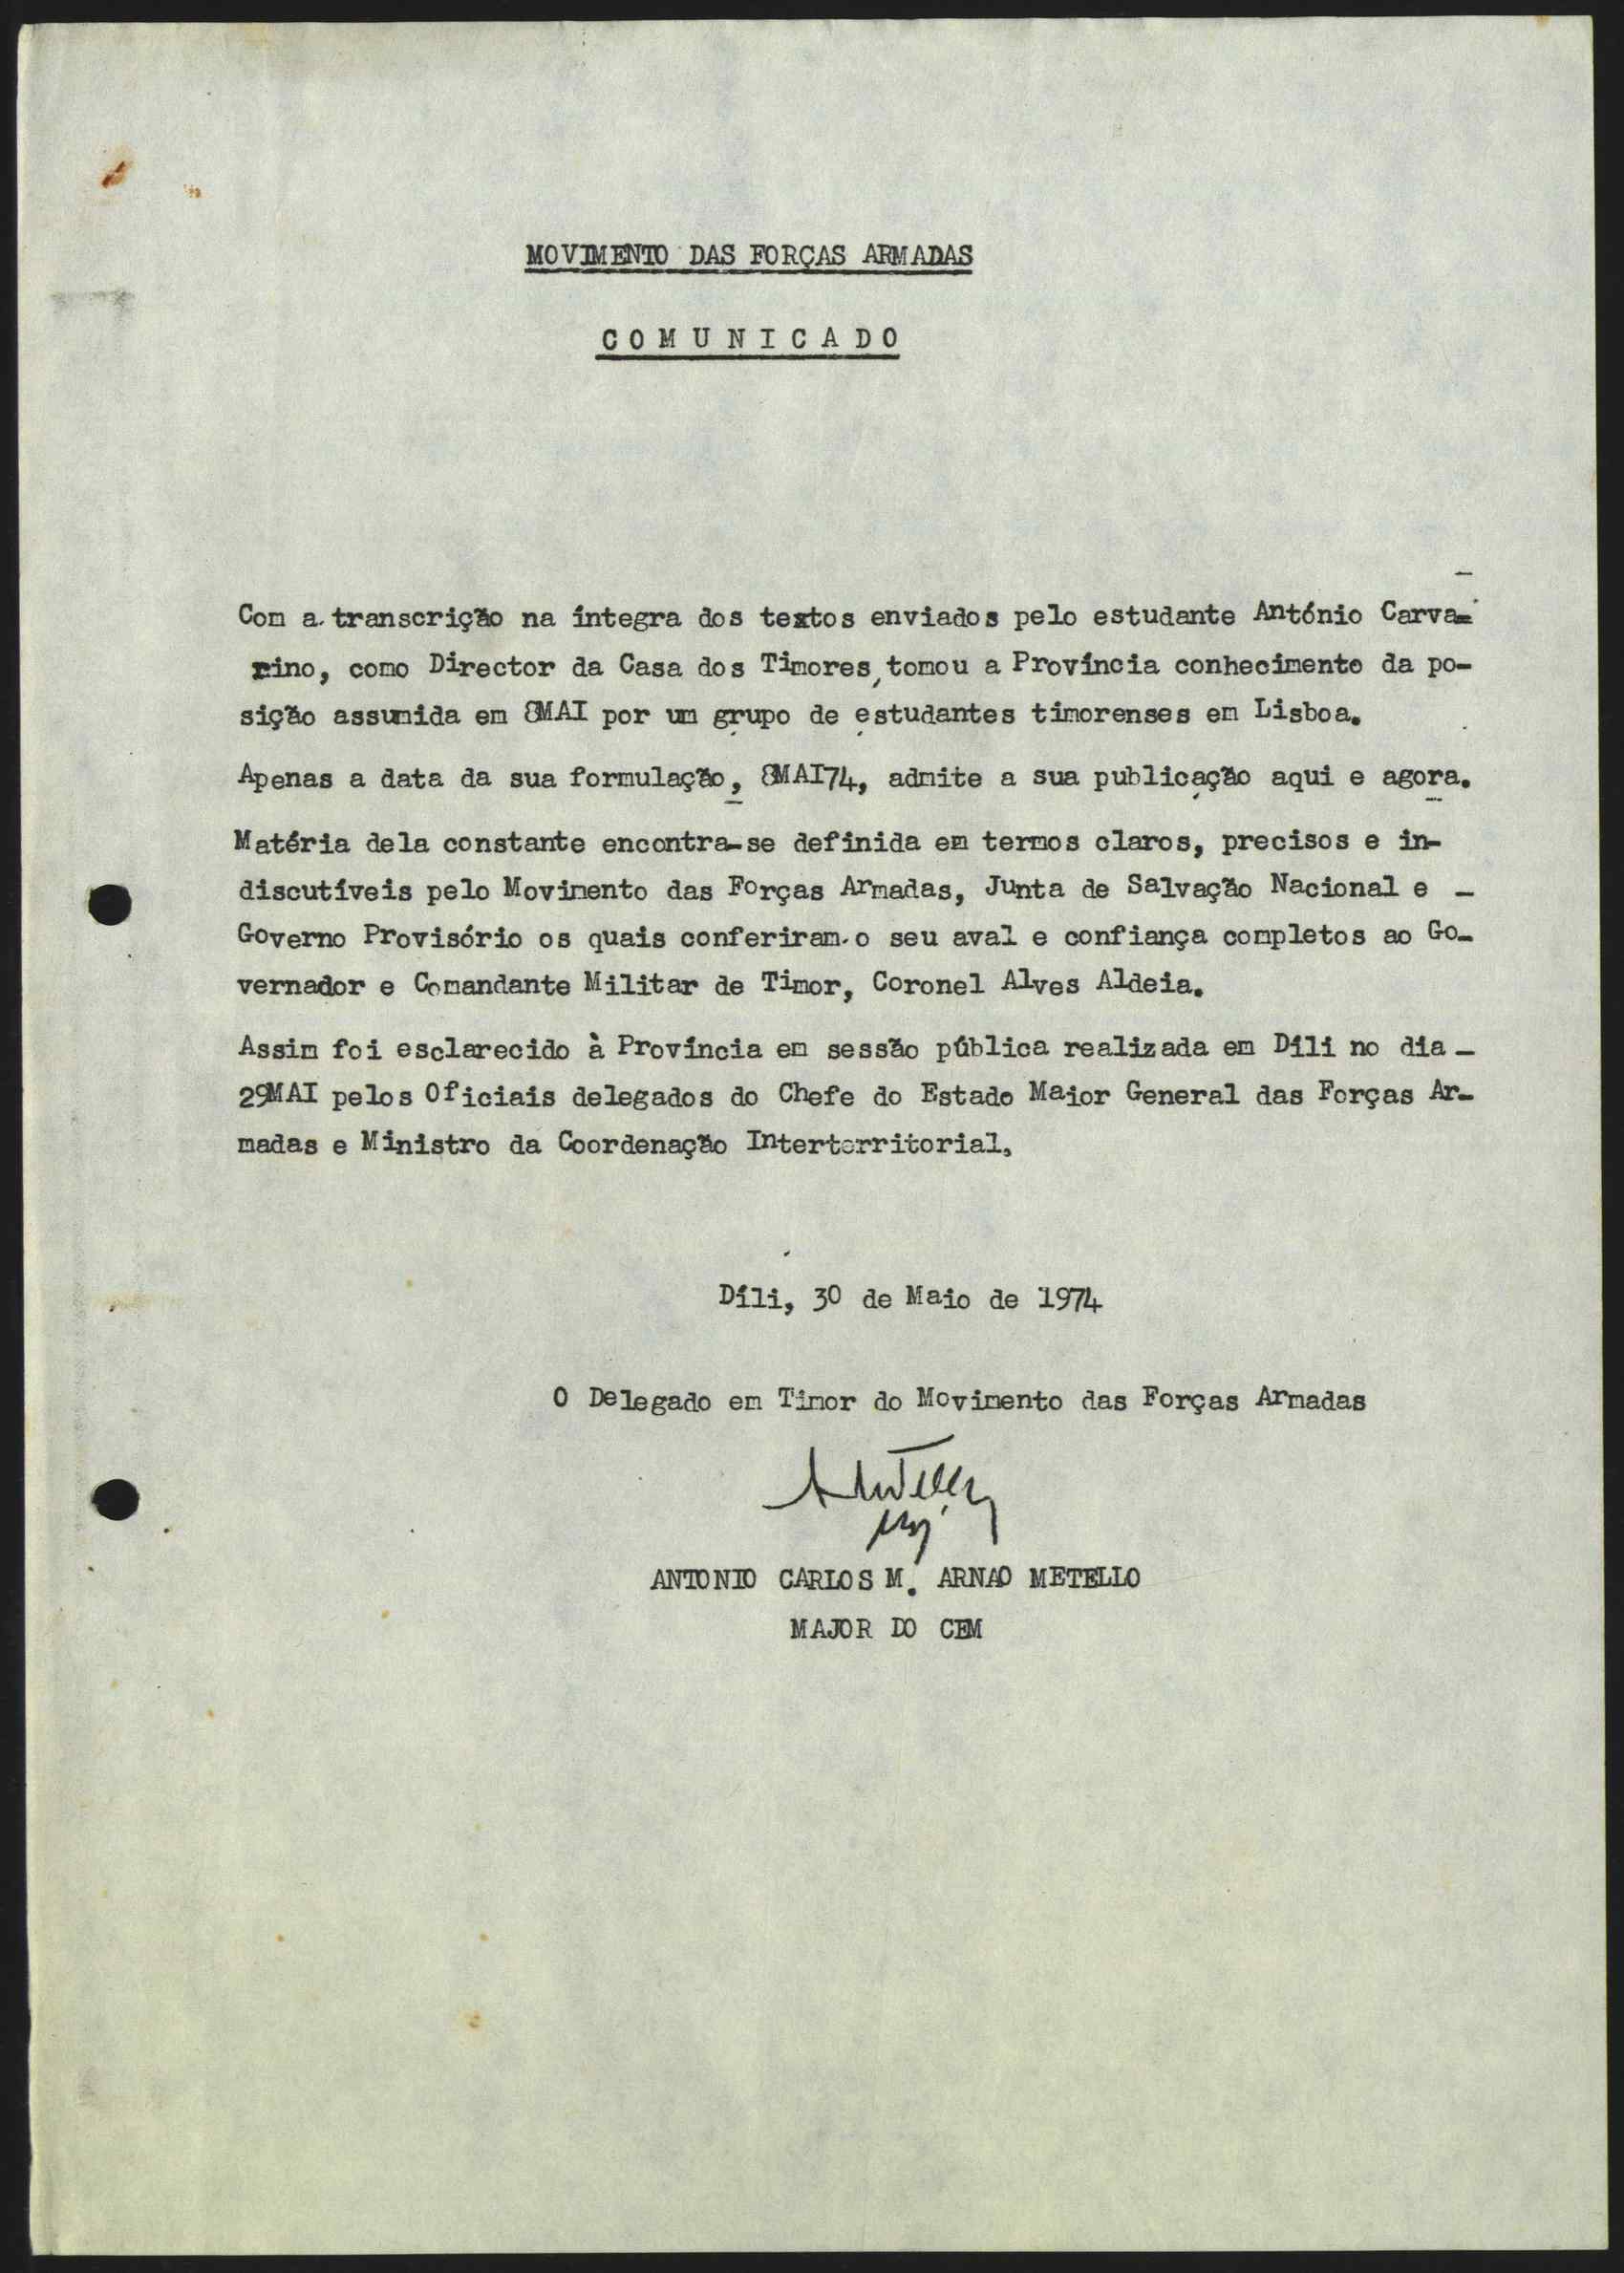 MOVIMENTO DAS FORÇAS ARMADAS
COMUNICADO
Com a transcrição na íntegra dos textos enviados pelo estudante António Carva-
rino, como Director da Casa dos Timores, tomou a Província conhecimento da po-
sição assumida em 8MAI por um grupo de estudantes timorenses em Lisboa.
Apenas a data da sua formulação, 8MAI74, admite a sua publicação aqui e agora.
Matéria dela constante encontra-se definida em termos claros, precisos e in-
discutíveis pelo Movimento das Forças Armadas, Junta de Salvação Nacional e -
Governo Provisório os quais conferiram o seu aval e confiança completos ao Go-
vernador e Comandante Militar de Timor, Coronel Alves Aldeia.
Assim foi esclarecido à Província em sessão pública realizada em Díli no dia -
29MAI pelos Oficiais delegados do Chefe do Estado Maior General das Forças Ar-
madas e Ministro da Coordenação Interterritorial.
Díli, 30 de Maio de 1974
O Delegado em Timor do Movimento das Forças Armadas
ANTONIO CARLOS M. ARNAO METELLO
MAJOR DO CEM